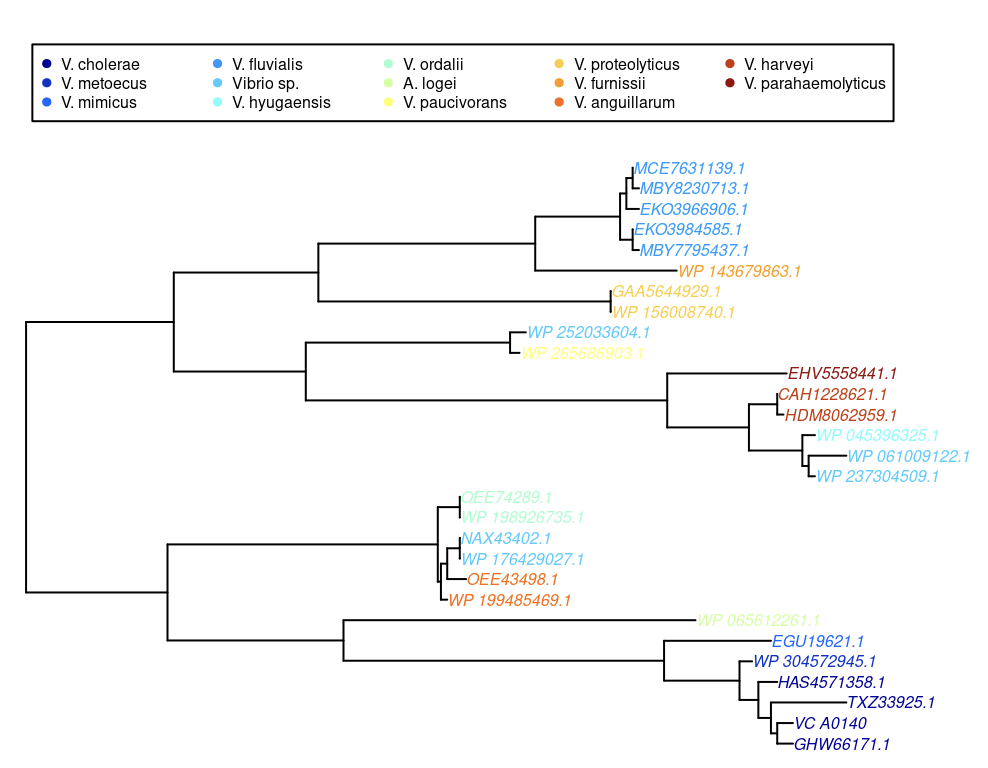 V. cholerae V. fluvialis V. ordalii V. proteolyticus V. harveyi
V. metoecus Vibrio sp. A. logei V. furnissii V. parahaemolyticus
V. mimicus V. hyugaensis V. paucivorans V. anguillarum
MCE7631139.1
MBY8230713.1
EKO3966906.1
EKO3984585.1
MBY7795437.1
WP 143679863.1
GAA5644929.1
WP 156008740.1
WP 252033604.1
WP 265686903.1
EHV5558441.1
CAH1228621.1
HDM8062959.1
WP 045396325.1
WP 061009122.1
WP 237304509.1
OEE74289.1
WP 198926735.1
NAX43402.1
WP 176429027.1
OEE43498.1
WP 199485469.1
WP 065612261.1
EGU19621.1
WP 304572945.1
HAS4571358.1
TXZ33925.1
VC A0140
GHW66171.1